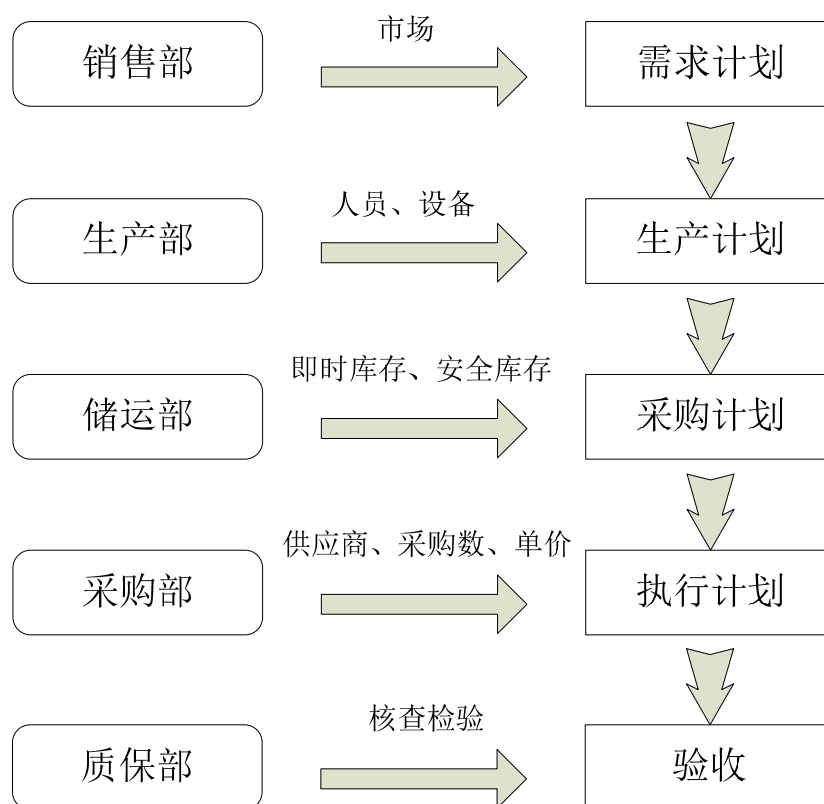 销售部
市场
需求计划
生产部
人员、设备
生产计划
储运部
即时库存、安全库存
采购计划
采购部
供应商、采购数、单价
执行计划
质保部
核查检验
验收